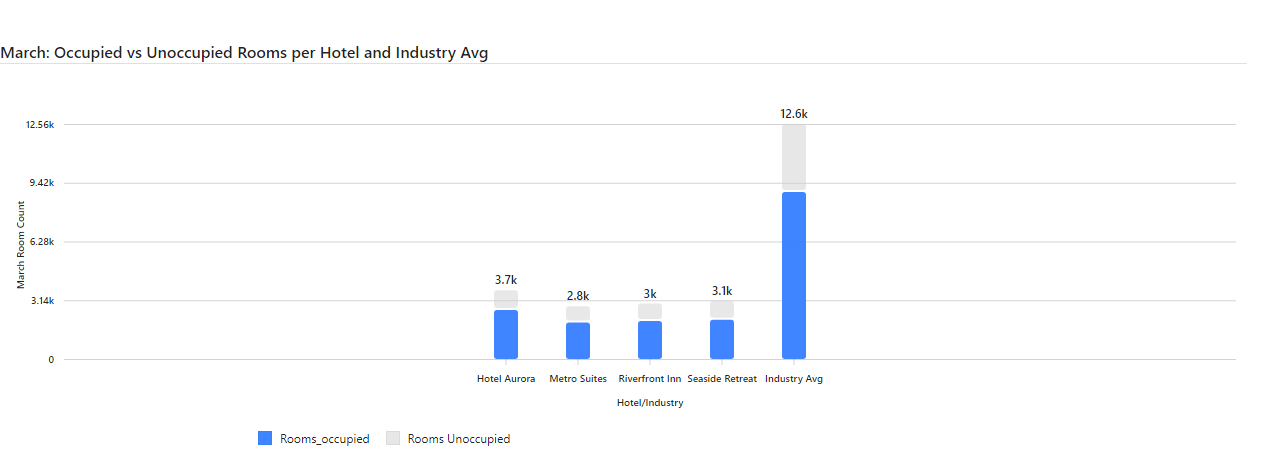 March: Occupied vs Unoccupied Rooms per Hotel and Industry Avg
12.6k
12.56k
9.42k
March Room Count
6.28k
3.7k
3.14k
2.8k
3k
3.1k
0
Hotel Aurora Metro Suites Riverfront Inn Seaside Retreat Industry Avg
Hotel/Industry
Rooms_occupied Rooms Unoccupied